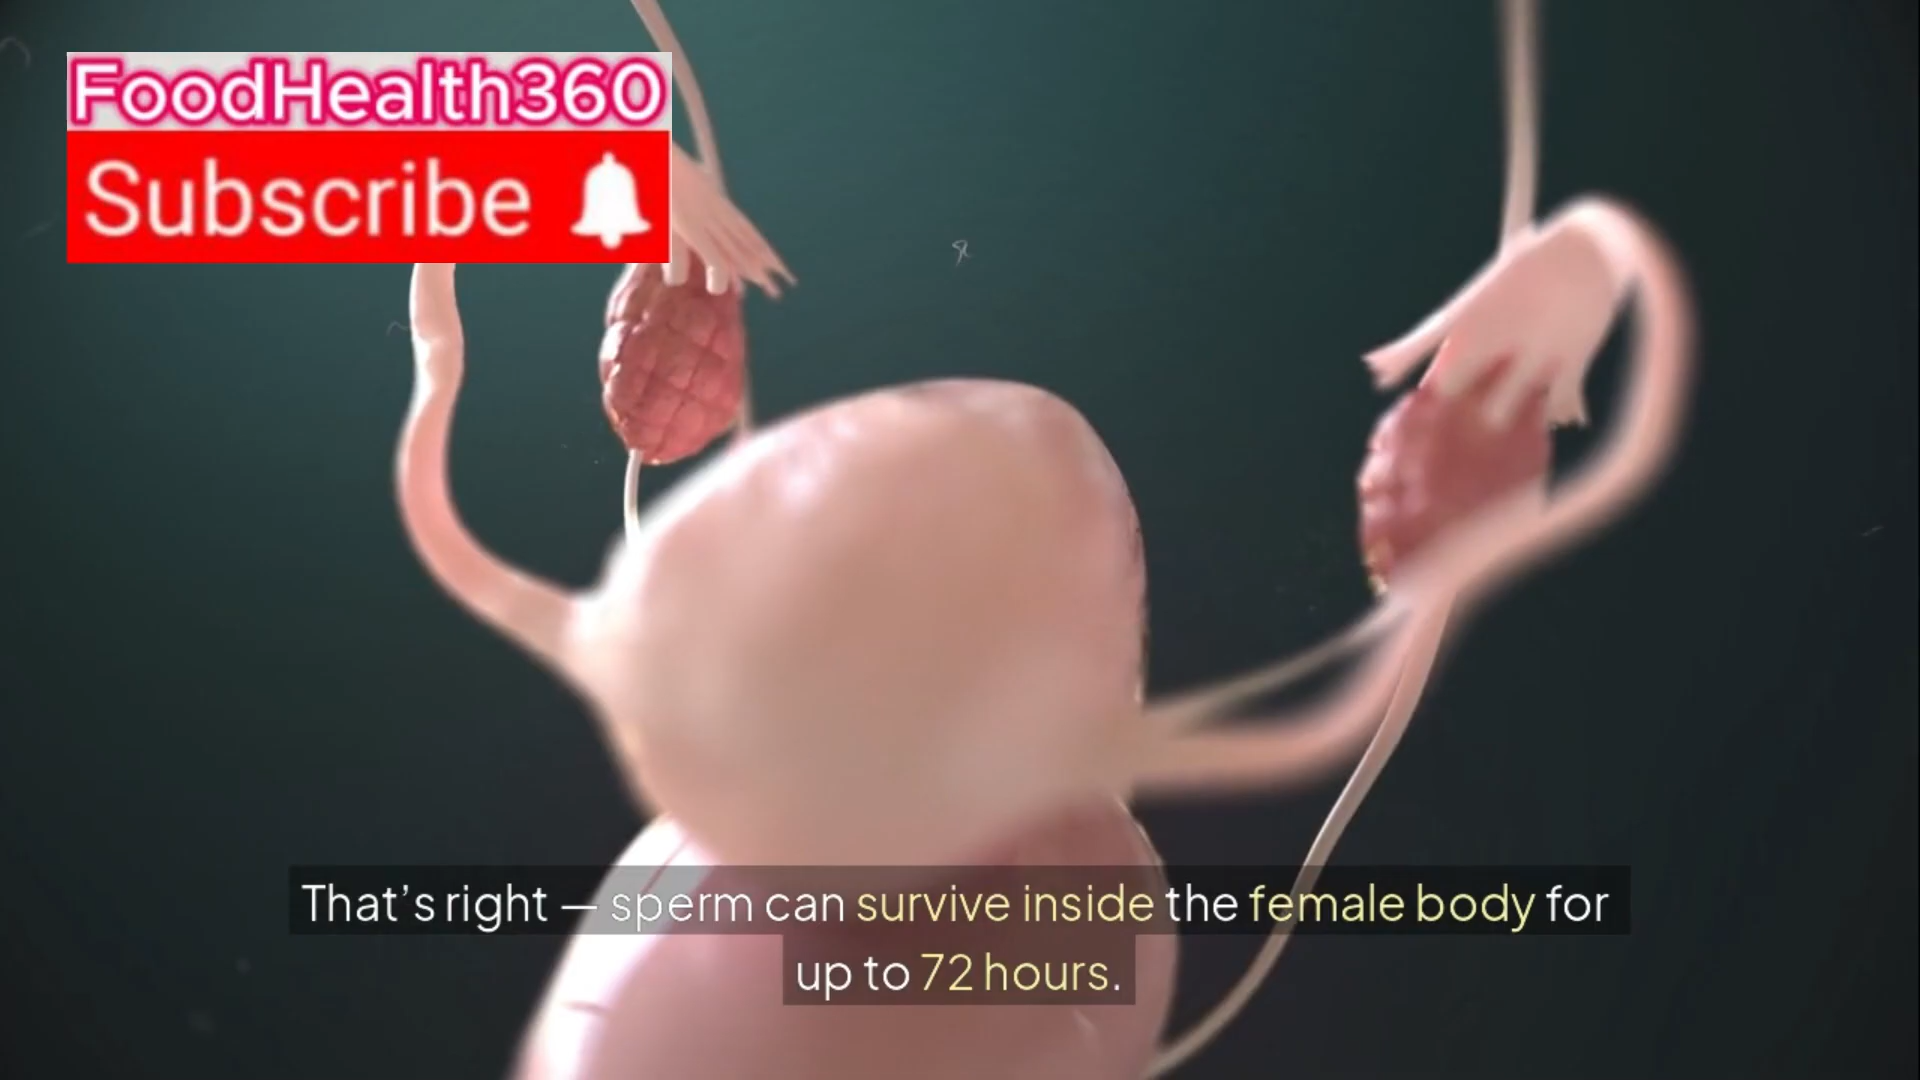 FoodHealth360
Subscribe
That’s right — sperm can survive inside the female body for
up to 72 hours.